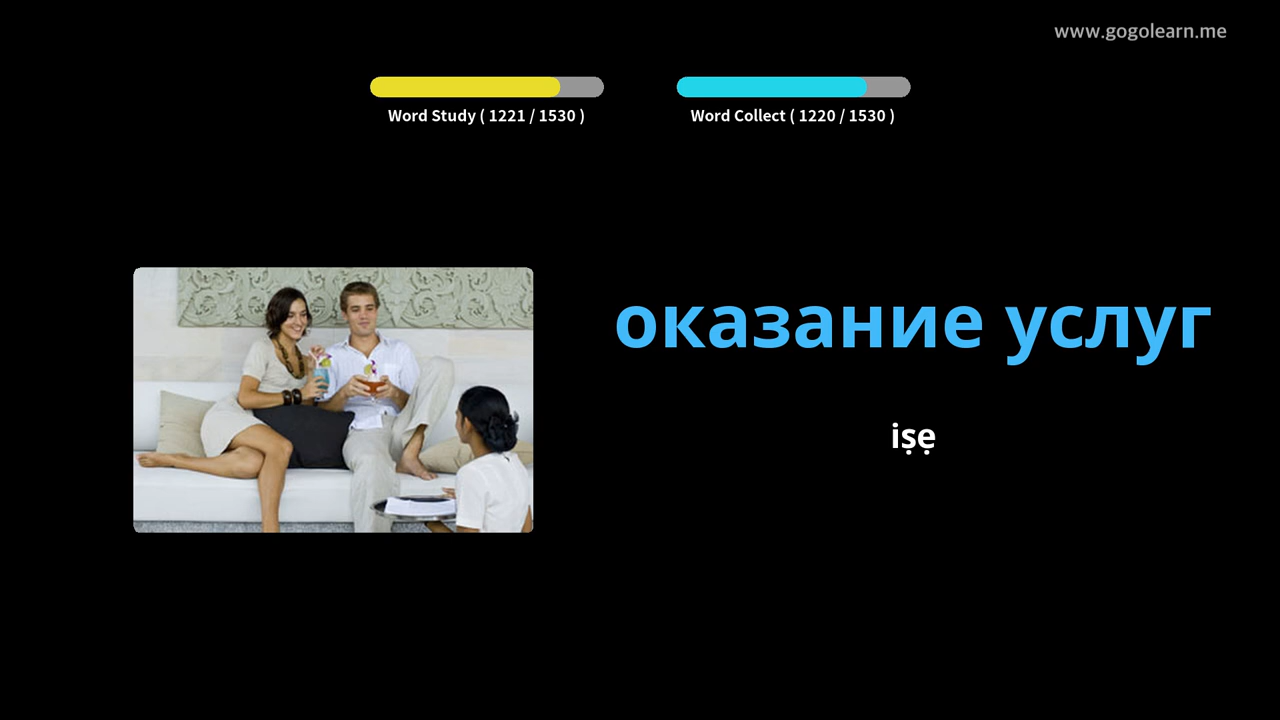 www.gogolearn.me
Word Study ( 1221 / 1530 )
Word Collect ( 1220 / 1530 )
оказание услуг
iṣẹ